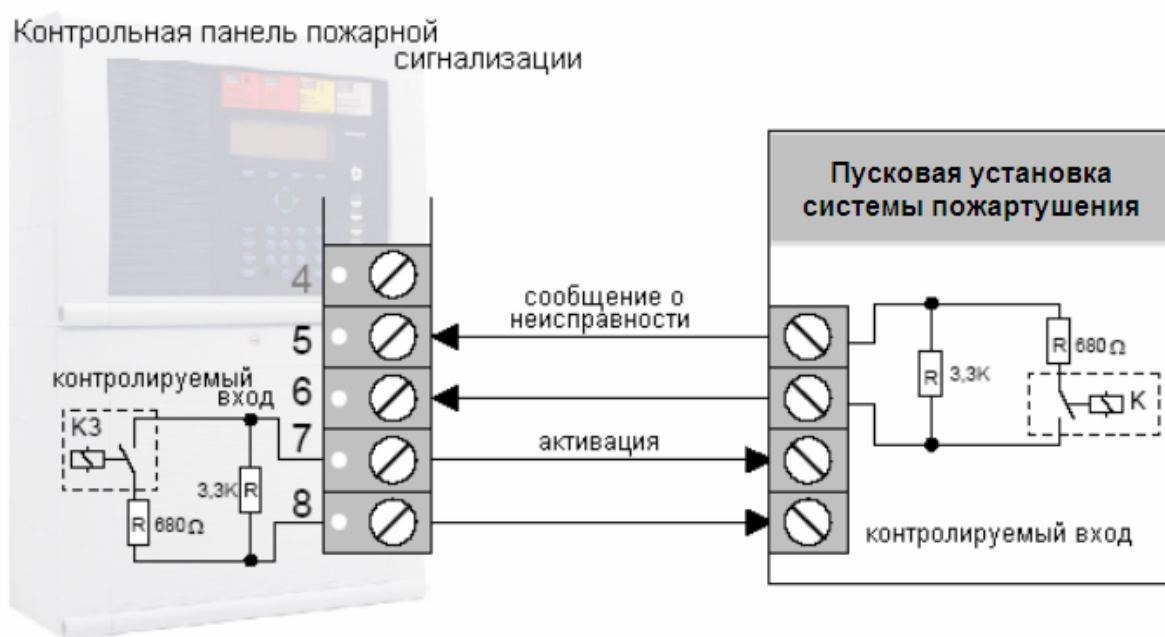 Контрольная панель пожарной
сигнализации
Пусковая установка
системы пожартушения
4
сообщение о
неисправности
5
680Ω
R
контролируемый
вход
6
R
3,3K
K
K3
7
активация
3,3K
R
8
R
680Ω
контролируемый вход